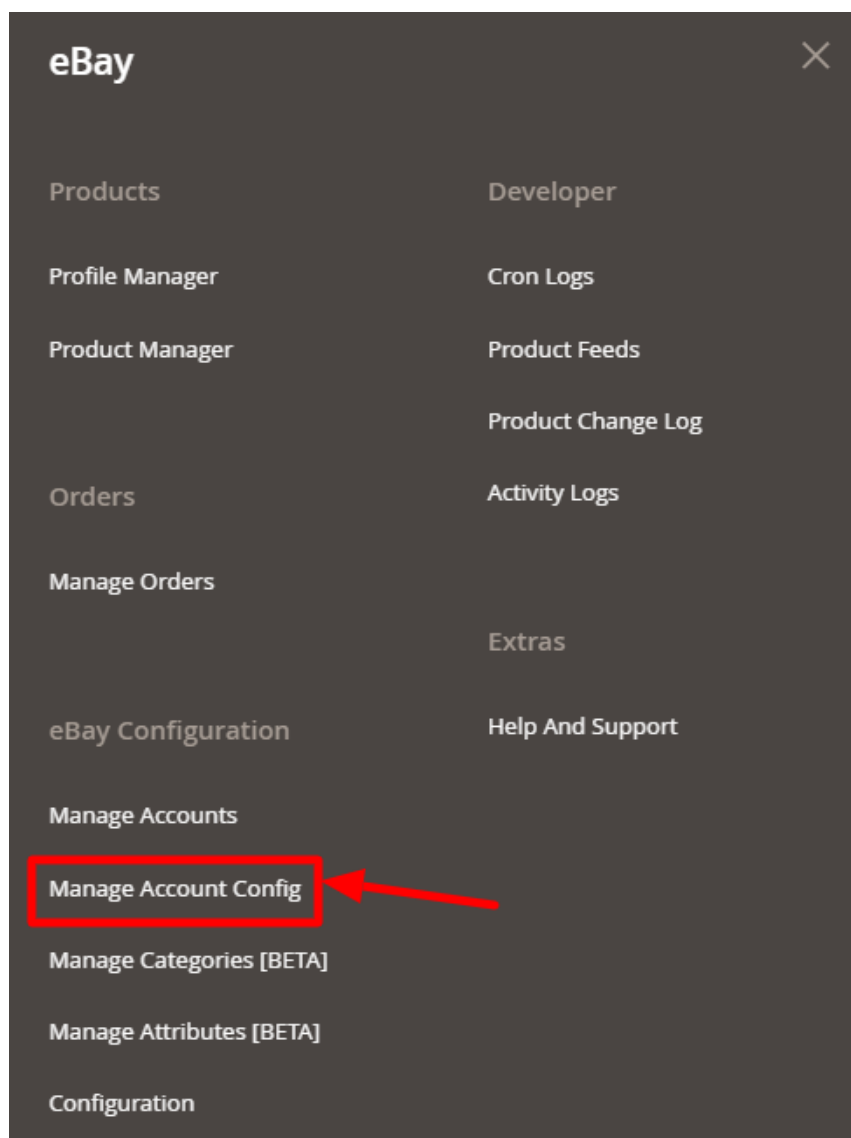 eBay
Products
Profile Manager
Product Manager
Orders
Manage Orders
eBay Configuration
Manage Accounts
Manage Account Config
Manage Categories [BETA]
Manage Attributes [BETA]
Configuration
Developer
Cron Logs
Product Feeds
Product Change Log
Activity Logs
Extras
Help And Support